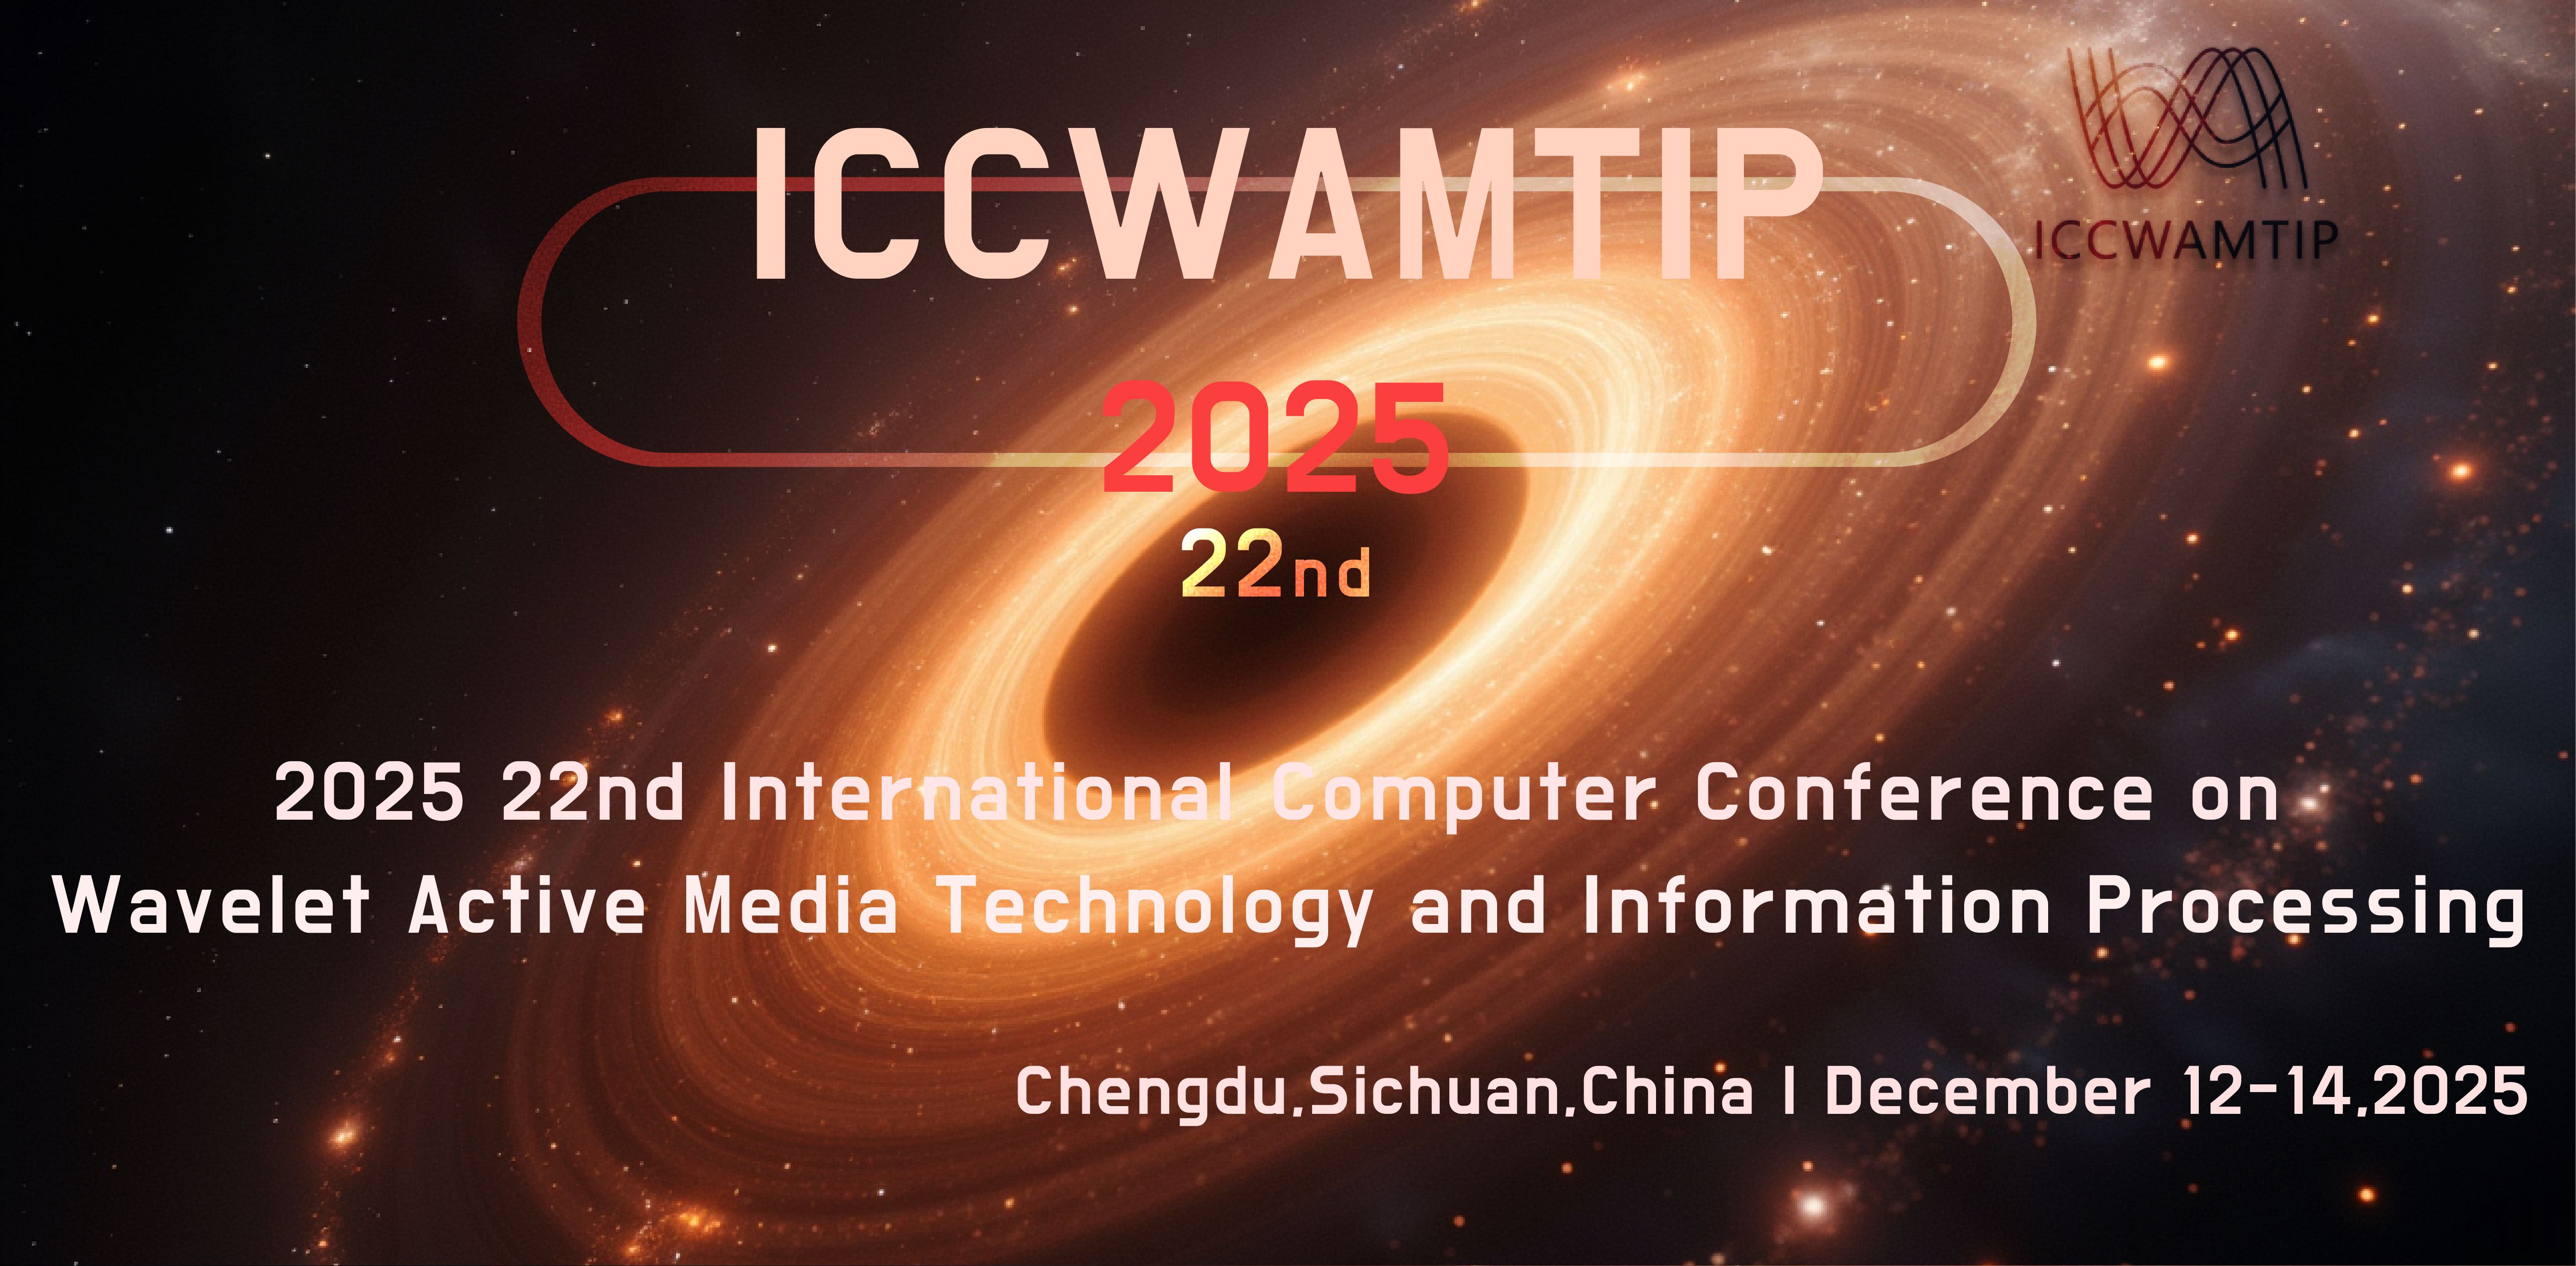 ICCWAMTIP
ICCWAMTIP
2025
22nd
2025 22nd International Computer Conference on
Wavelet Active Media Technology and Information Processing
Chengdu,Sichuan,China | December 12-14,2025